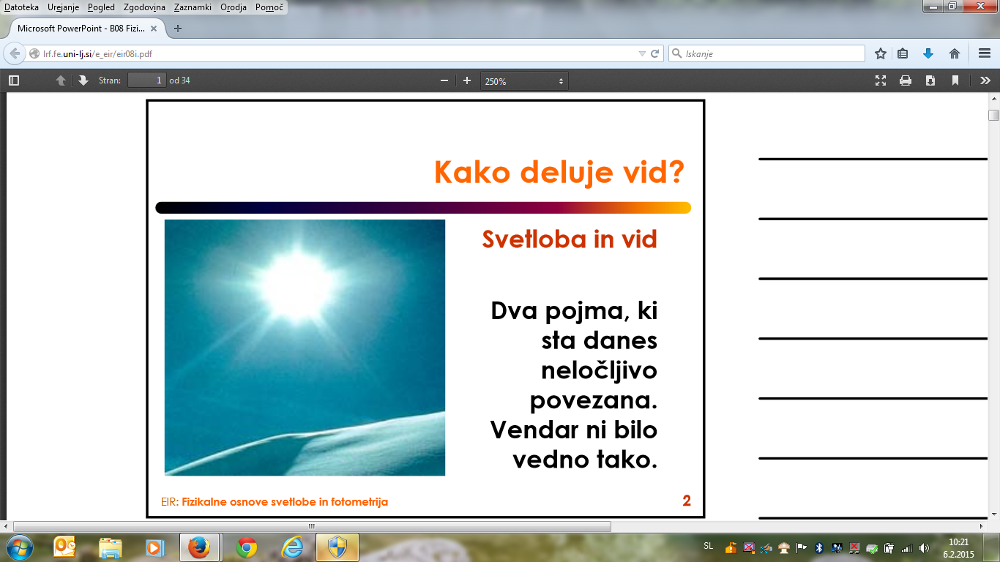 Datoteka Urejanje Pogled Zgodovina Zaznamki Orodja Pomoč
Microsoft PowerPoint - B08 Fizi...
lrf.fe.uni-lj.si/e_eir/eir08i.pdf
Iskanje
Stran: 1 od 34
250%
Kako deluje vid?
Svetloba in vid
Dva pojma, ki
sta danes
neločljivo
povezana.
Vendar ni bilo
vedno tako.
EIR: Fizikalne osnove svetlobe in fotometrija
2
SL
10:21
6.2.2015